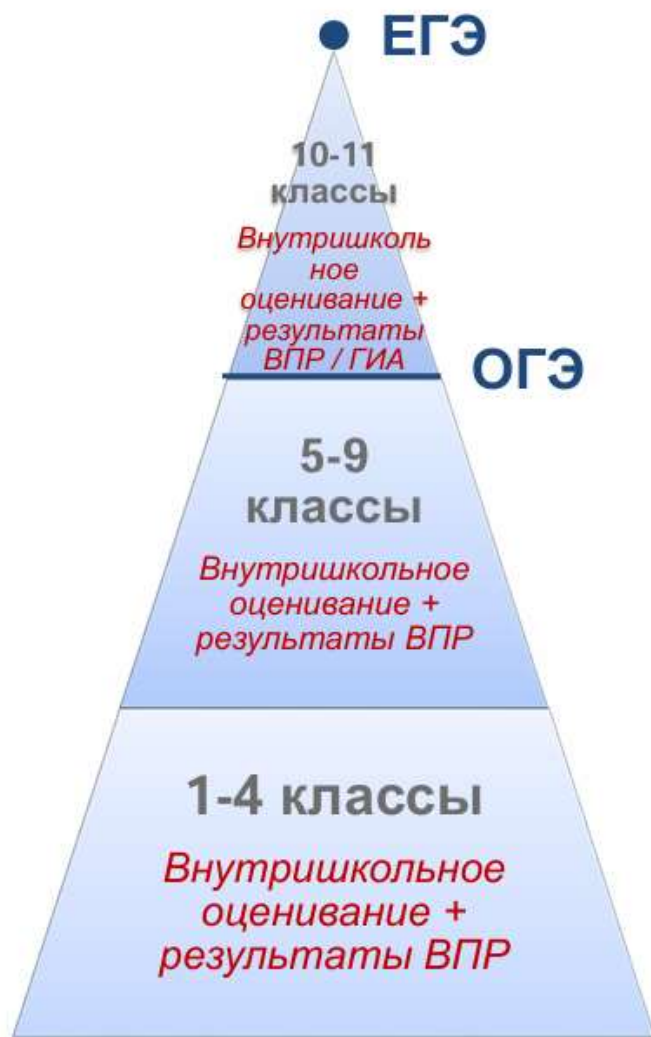 ЕГЭ
10-11
классы
Внутришколь
ное
оценивание +
результаты
ВПР / ГИА
ОГЭ
5-9
классы
Внутришкольное
оценивание +
результаты ВПР
1-4 классы
Внутришкольное
оценивание +
результаты ВПР